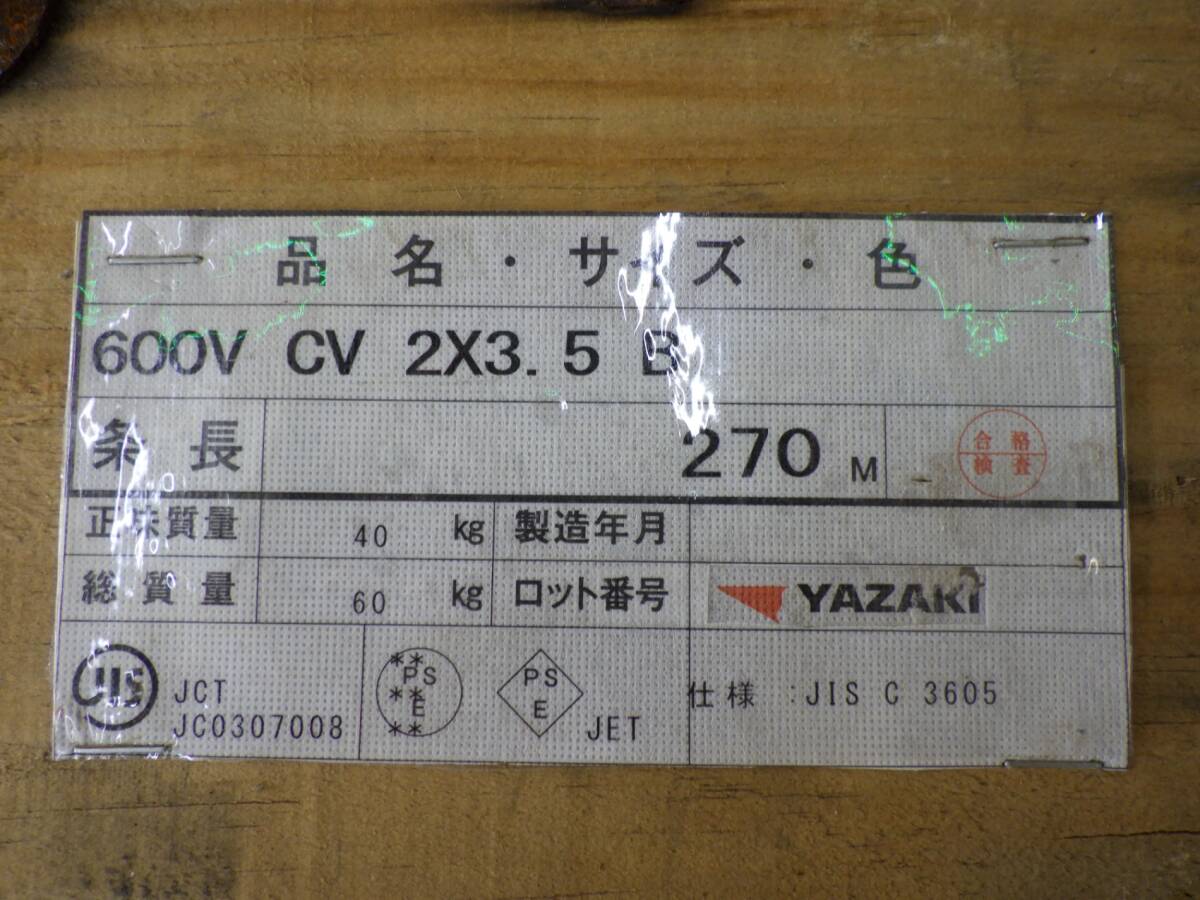 品名・サイズ・色
600V CV 2X3.5 B
条長 270 M 合格 検査
正味質量 40 kg 製造年月
総質量 60 kg ロット番号 YAZAKI
JIS JCT
JC0307008
** PS ** E **
PS E JET
仕様 : JIS C 3605